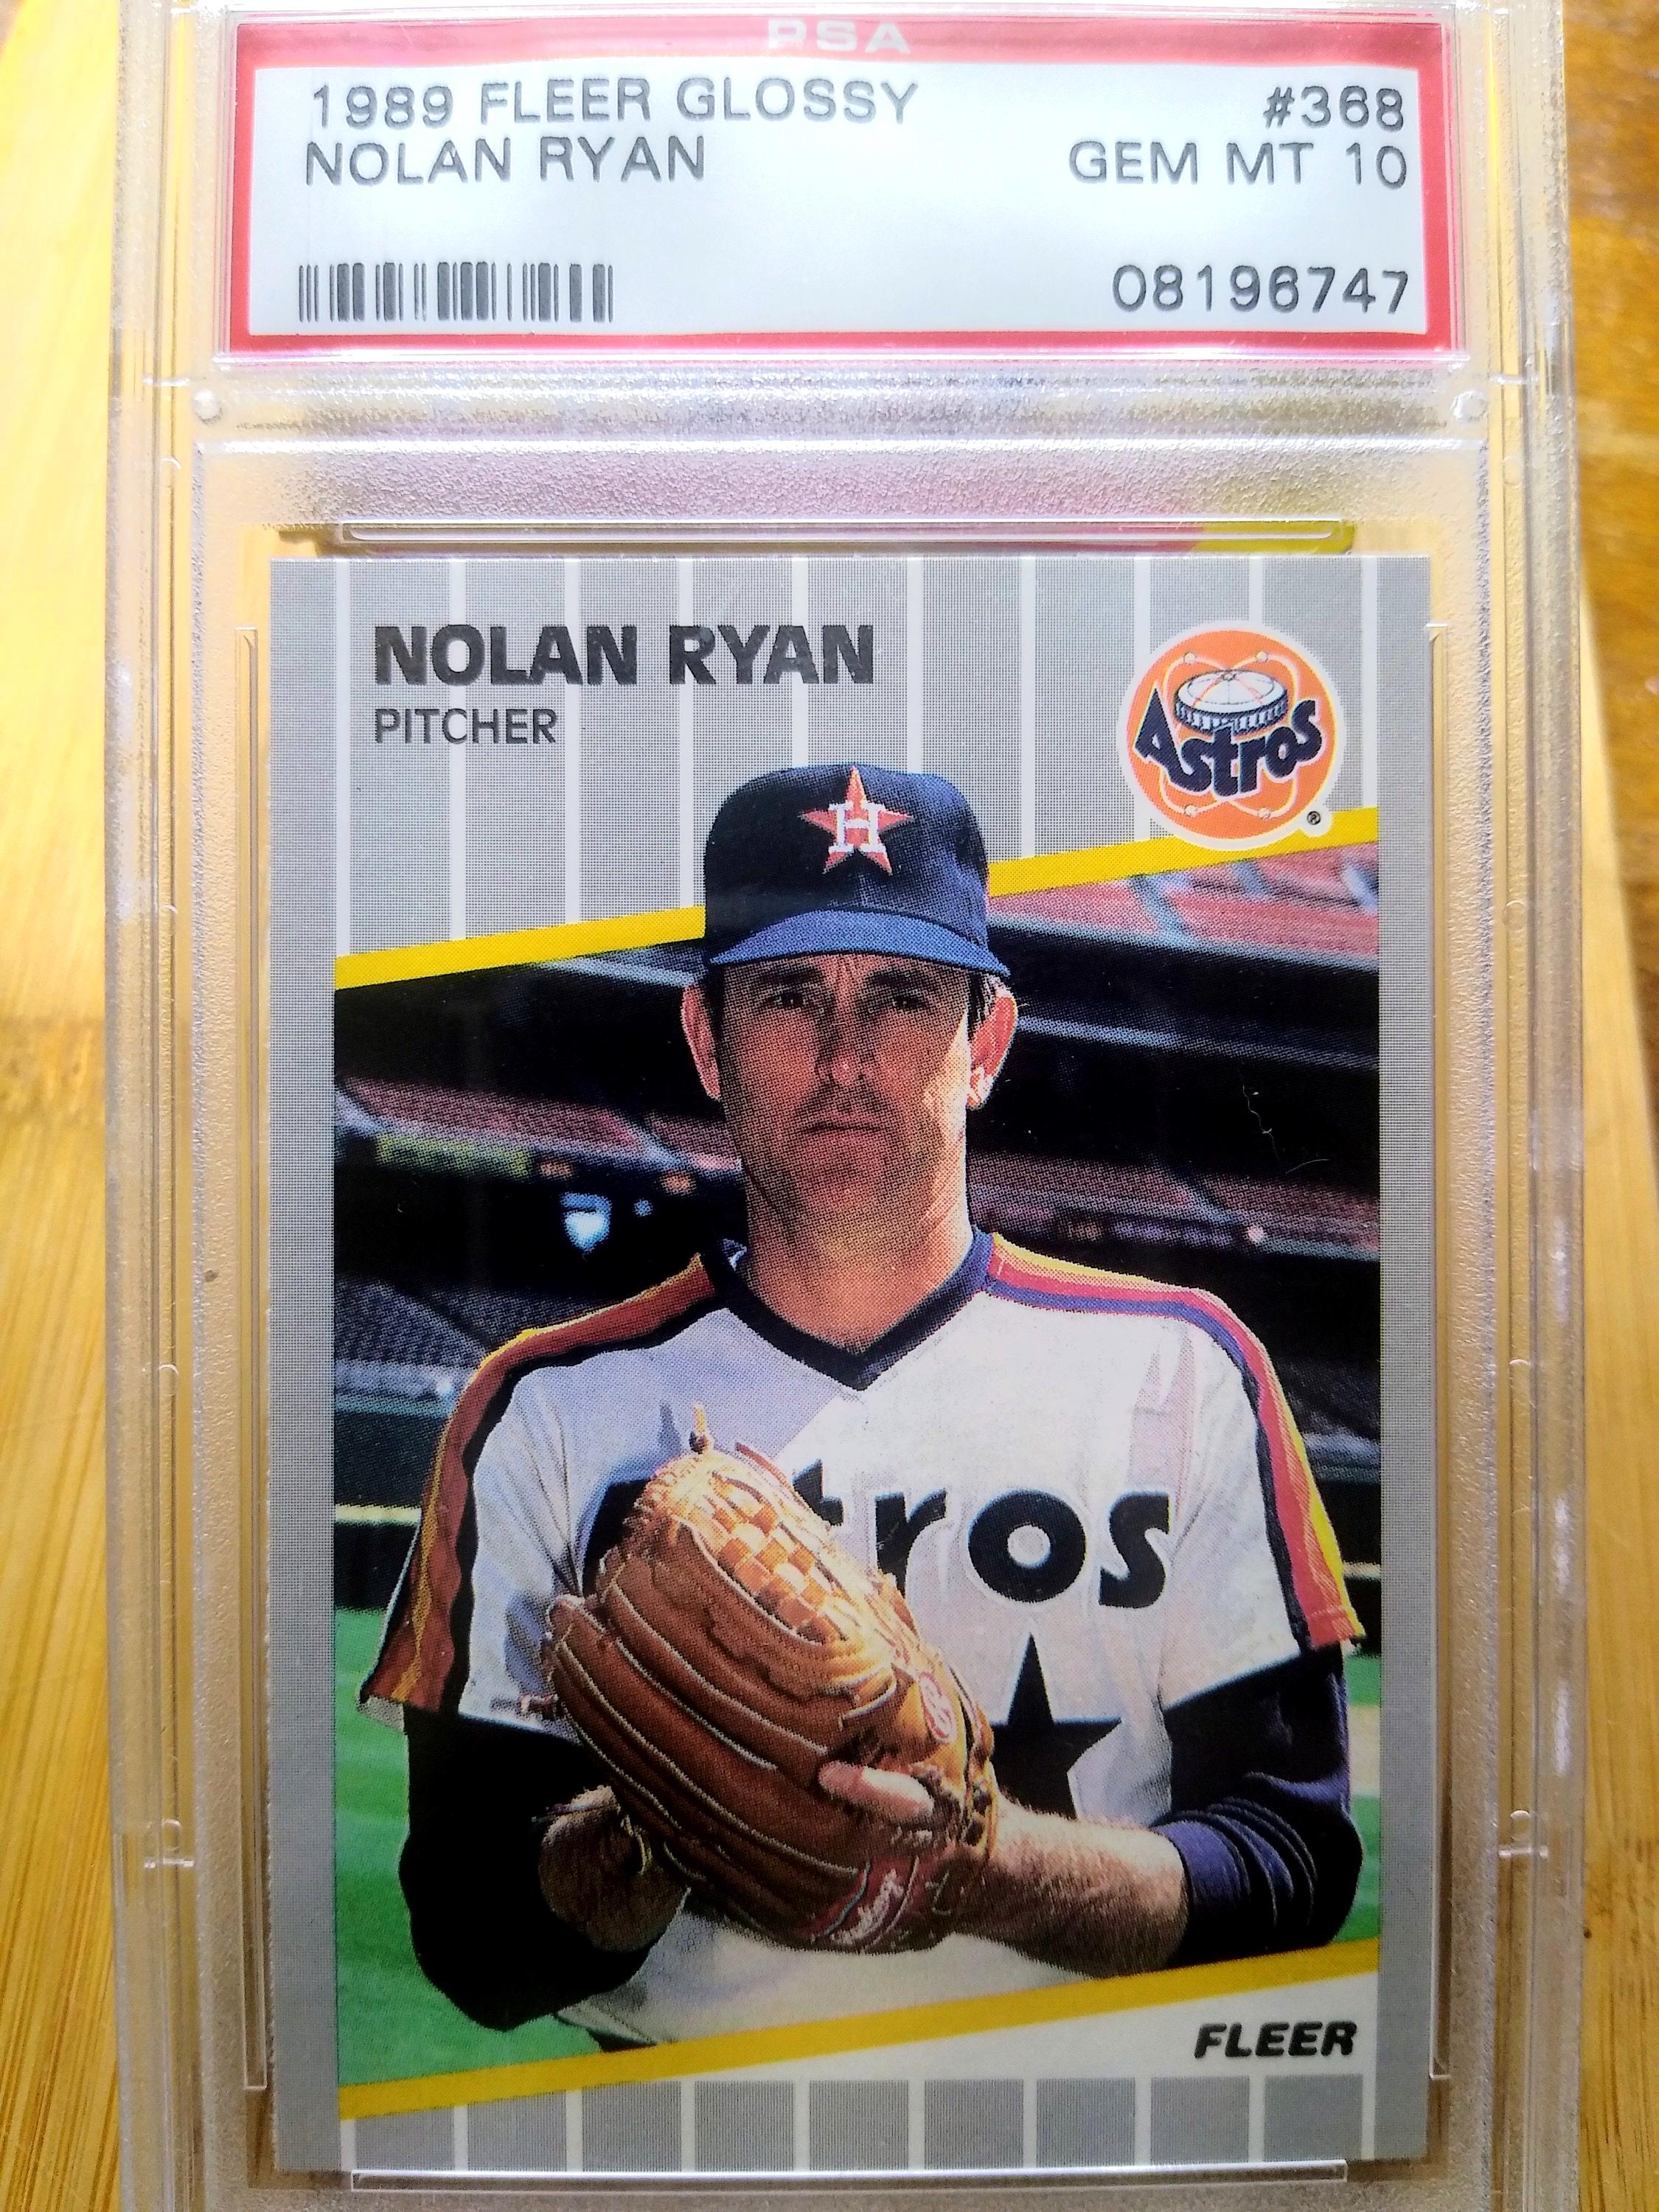 PSA
1989 FLEER GLOSSY #368
NOLAN RYAN GEM MT 10
08196747
NOLAN RYAN
PITCHER
Astros
®
H
tros
FLEER